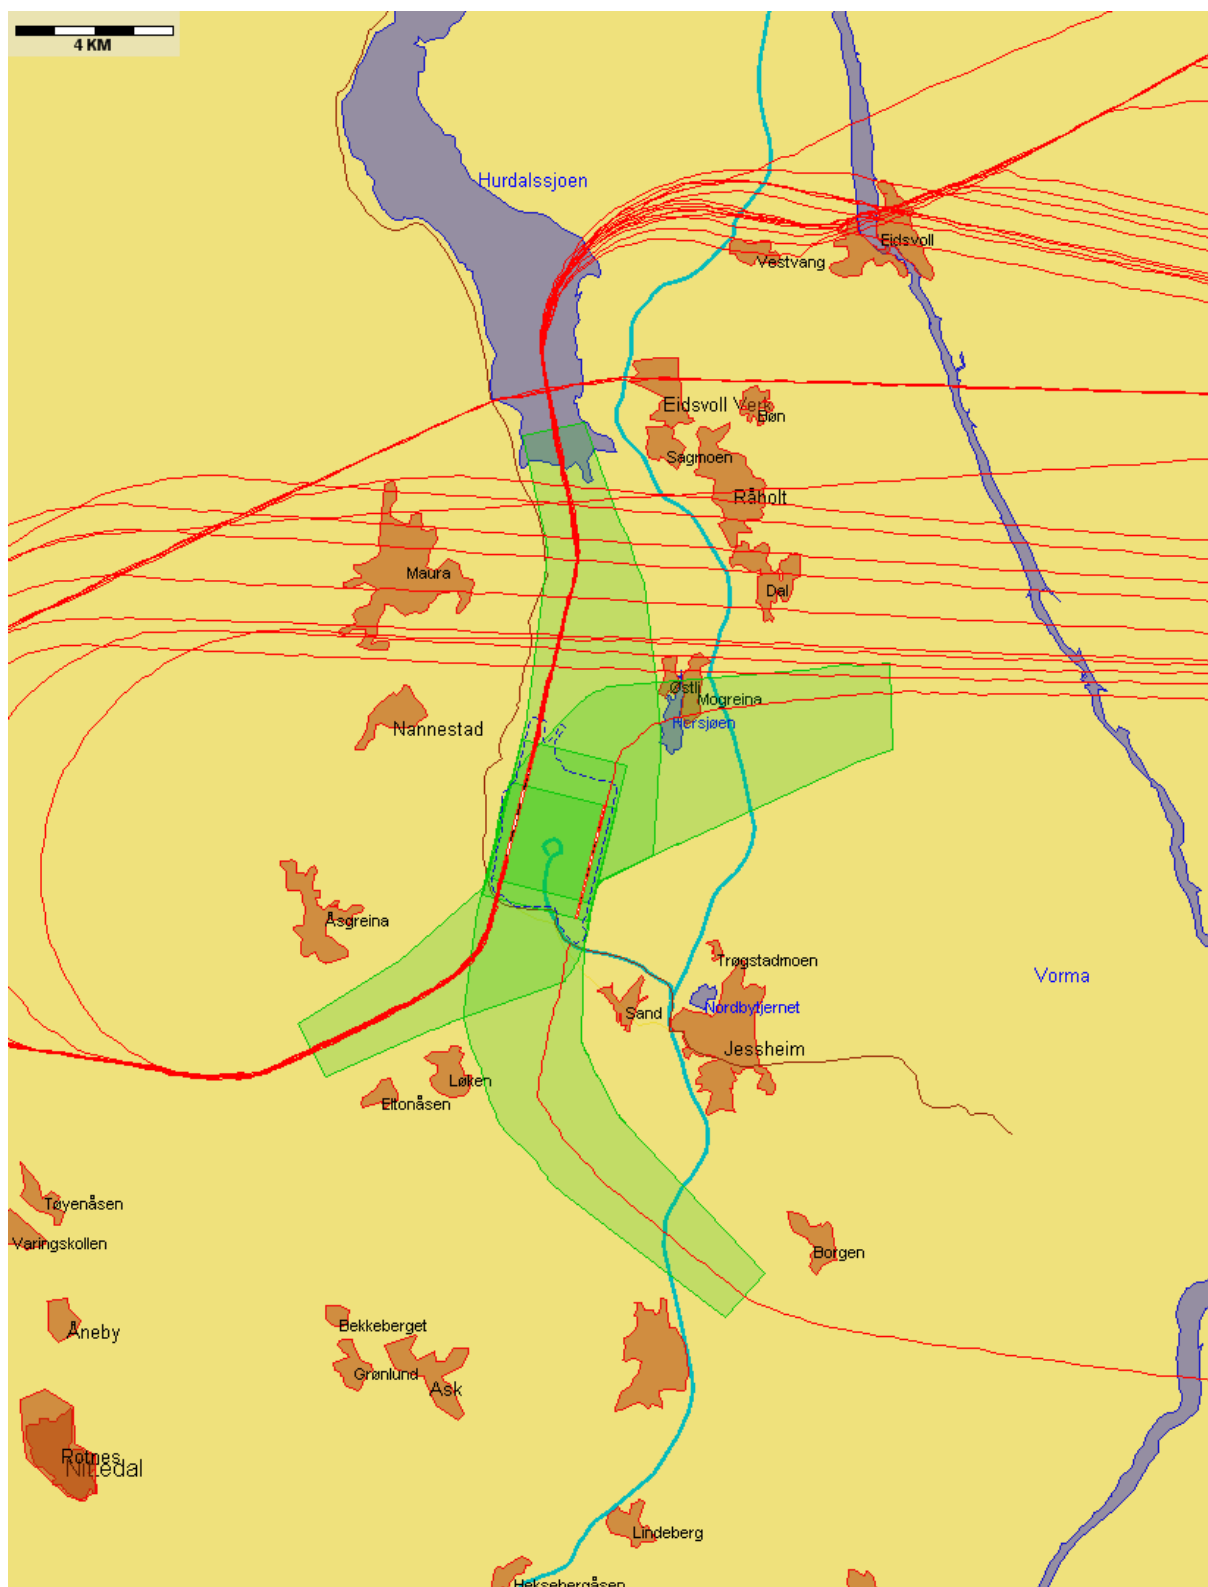 4 KM
Hurdalssjoen
Eidsvoll
Vestvang
Eidsvoll Verk
Bøn
Sagmoen
Råholt
Maura
Dal
Østli
Mogreina
Hersjøen
Nannestad
Åsgreina
Trøgstadmoen
Vorma
Nordbytjernet
Sand
Jessheim
Løken
Eltonåsen
Tøyenåsen
Varingskollen
Borgen
Bekkeberget
Åneby
Grønlund
Ask
Rotnes
Nittedal
Lindeberg
Heksebergåsen